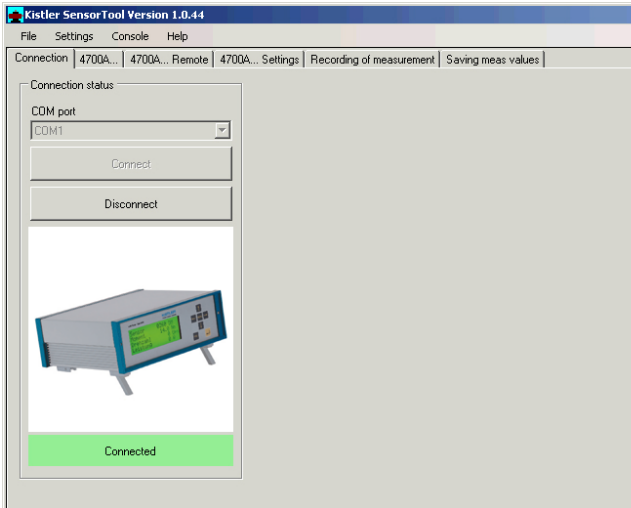 Kistler SensorTool Version 1.0.44
File Settings Console Help
Connection 4700A... 4700A... Remote 4700A... Settings Recording of measurement Saving meas values
Connection status
COM port
COM1
Connect
Disconnect
Connected